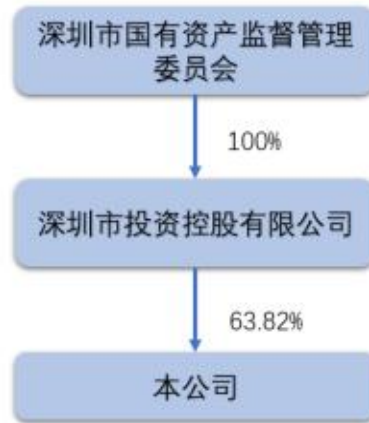 深圳市国有资产监督管理
委员会
100%
深圳市投资控股有限公司
63.82%
本公司